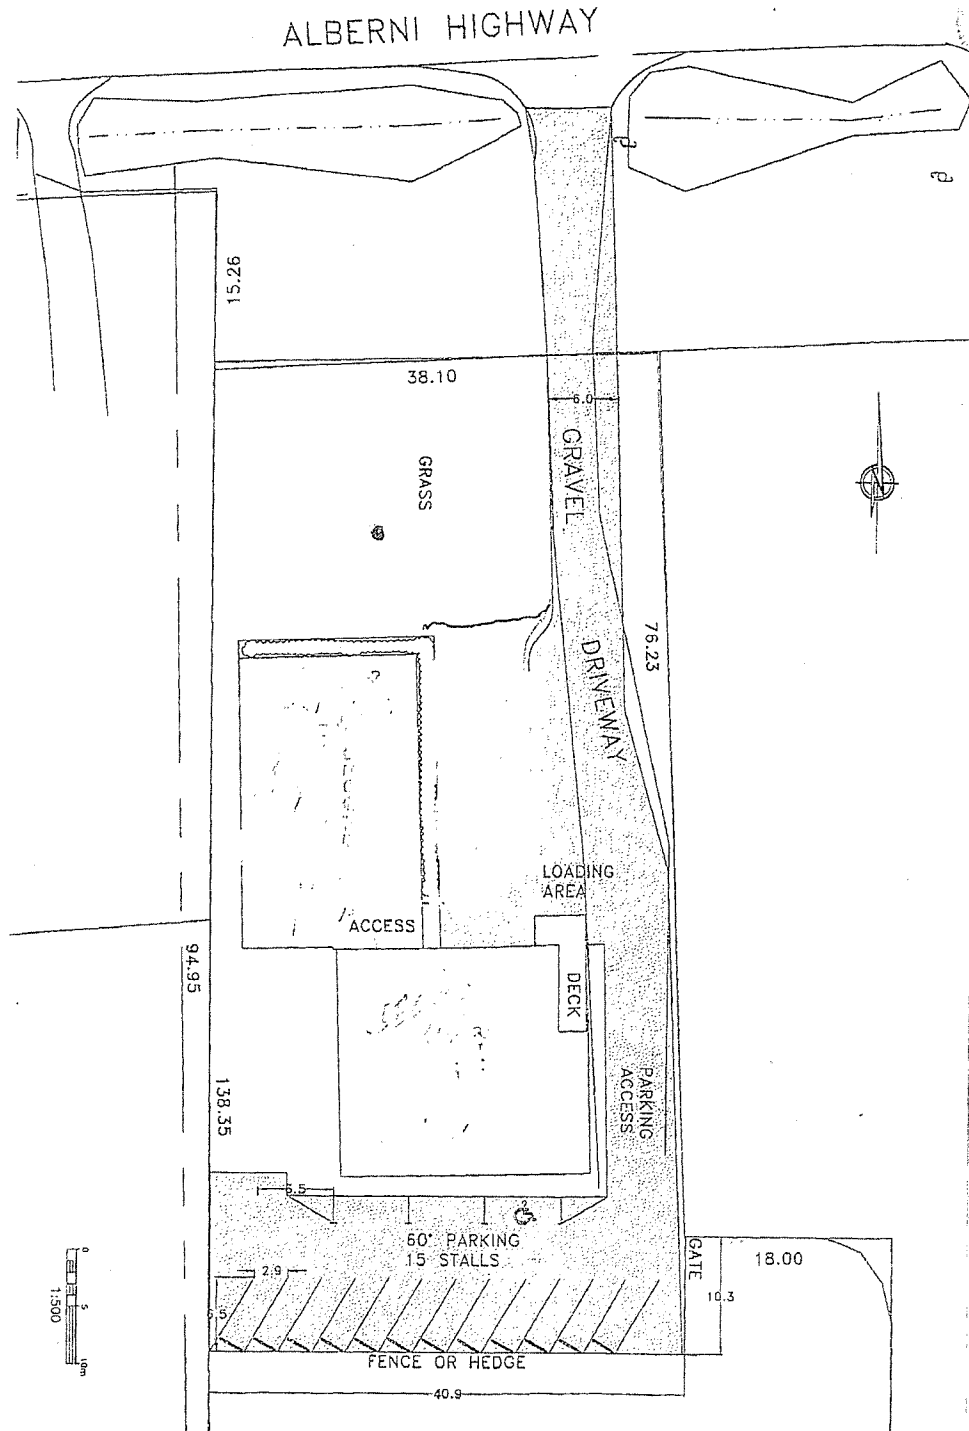 ALBERNI HIGHWAY
15.26
38.10
6.0
GRAVEL
GRASS
76.23
DRIVEWAY
LOADING
AREA
ACCESS
DECK
94.95
PARKING
ACCESS
138.35
5.5
60° PARKING
15 STALLS
GATE
18.00
2.9
10.3
5.5
0
5
10m
1:500
FENCE OR HEDGE
40.9